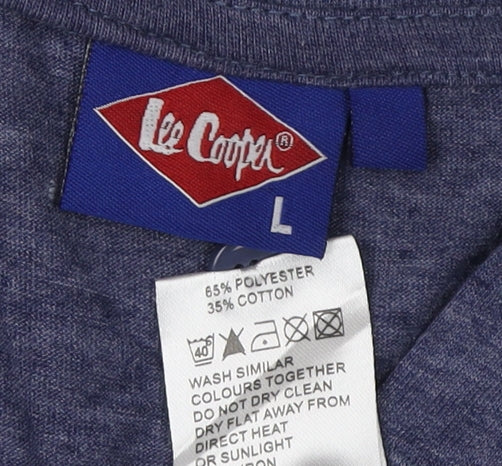 Lee Cooper®
L
65% POLYESTER
35% COTTON
40°
WASH SIMILAR
COLOURS TOGETHER
DO NOT DRY CLEAN
DRY FLAT AWAY FROM
DIRECT HEAT
OR SUNLIGHT